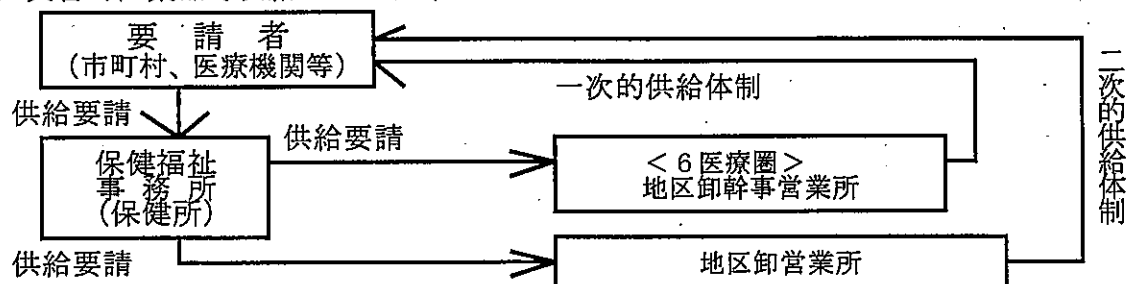 要請者
(市町村、医療機関等)
一次的供給体制
二次的供給体制
供給要請
供給要請
保健福祉
事務所
(保健所)
<6医療圏>
地区卸幹事営業所
供給要請
地区卸営業所